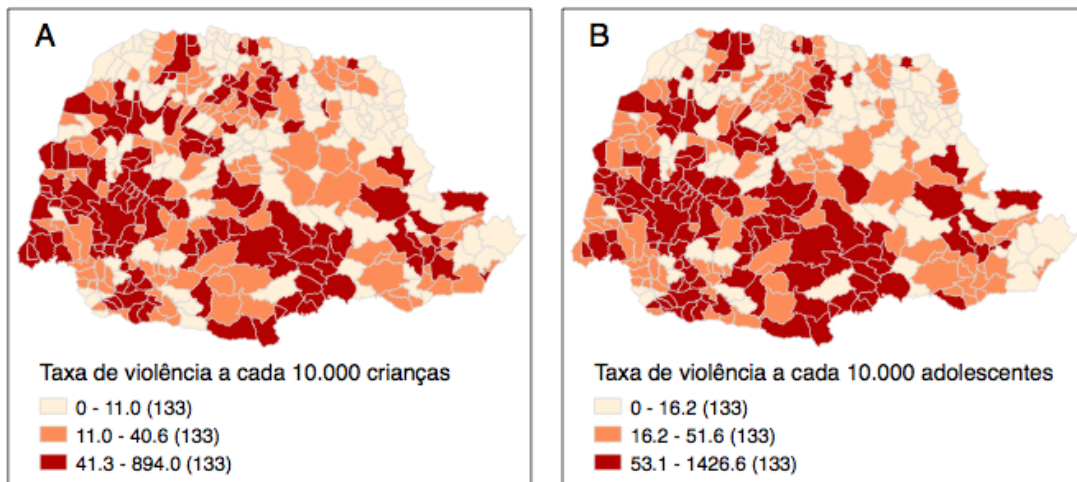 A
Taxa de violência a cada 10.000 crianças
0 - 11.0 (133)
11.0 - 40.6 (133)
41.3 - 894.0 (133)
B
Taxa de violência a cada 10.000 adolescentes
0 - 16.2 (133)
16.2 - 51.6 (133)
53.1 - 1426.6 (133)